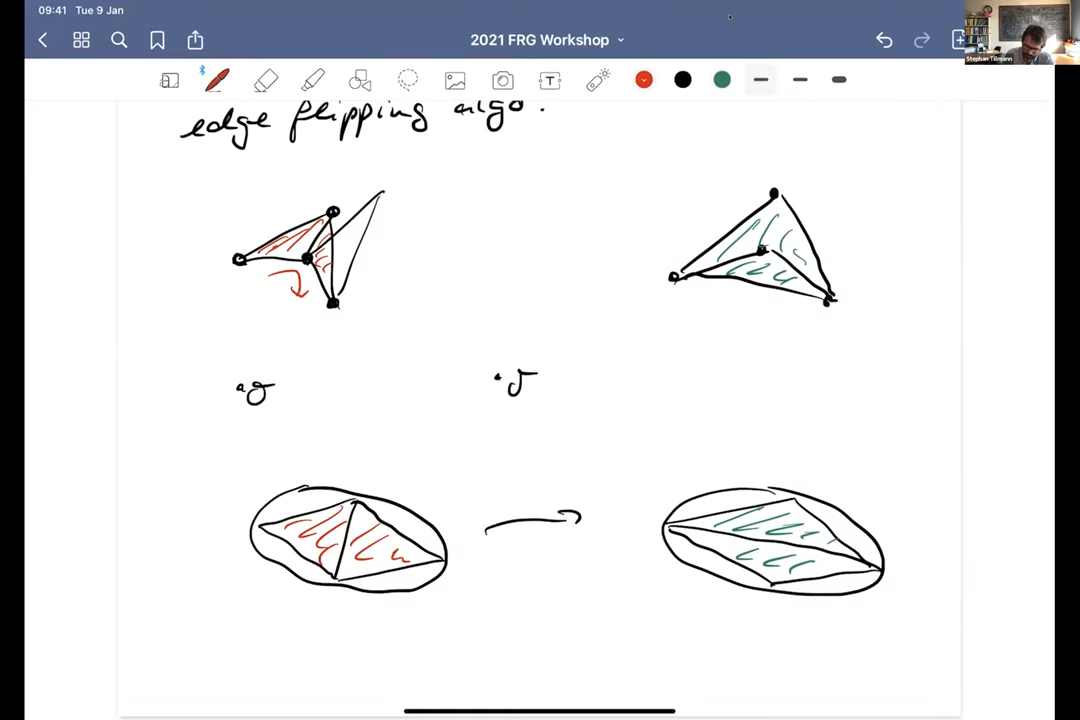 09:41 Tue 9 Jan
2021 FRG Workshop
Stephan Tillmann
T
edge flipping algo.